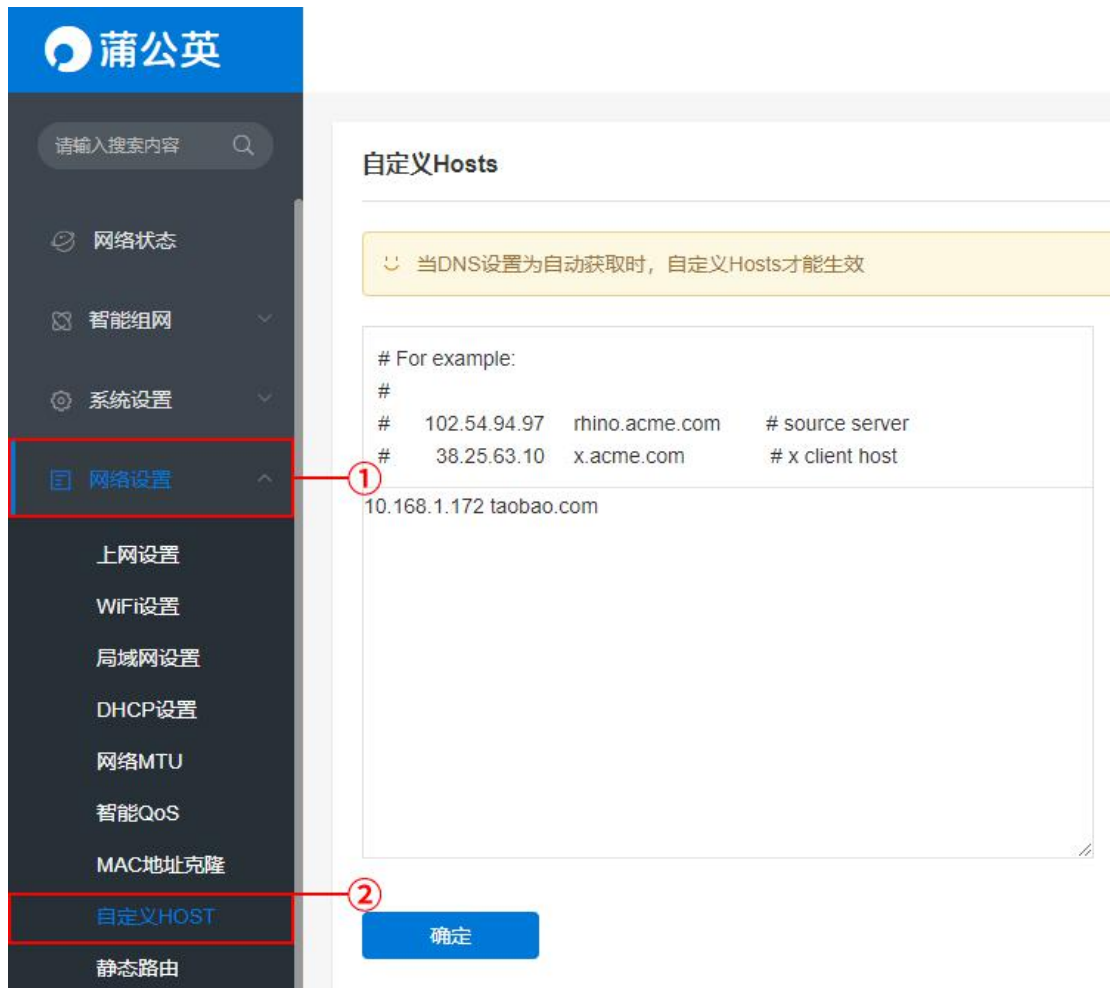 蒲公英
请输入搜索内容
网络状态
智能组网
系统设置
网络设置
上网设置
WiFi设置
局域网设置
DHCP设置
网络MTU
智能QoS
MAC地址克隆
自定义HOST
静态路由
①
②
自定义Hosts
当DNS设置为自动获取时，自定义Hosts才能生效
# For example:
#
# 102.54.94.97 rhino.acme.com # source server
# 38.25.63.10 x.acme.com # x client host
10.168.1.172 taobao.com
确定